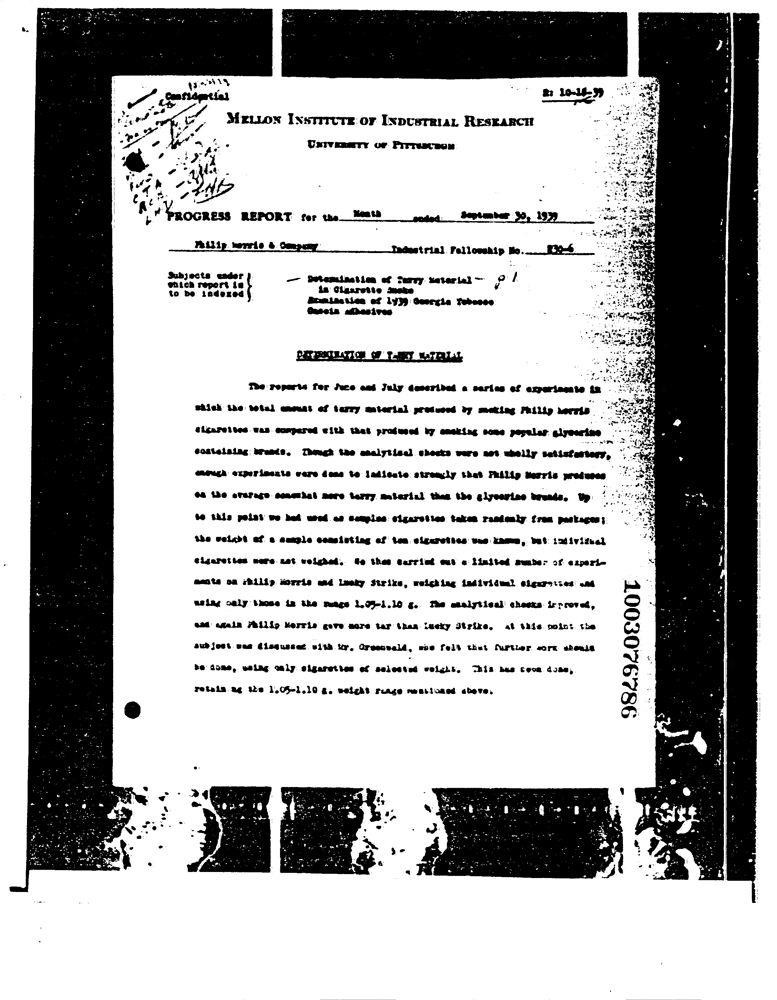 Confidential
R: 10-18-39
MELLON INSTITUTE OF INDUSTRIAL RESEARCH
UNIVERSITY OF PITTSBURGH
PROGRESS REPORT for the Month ended September 30, 1939
Philip Morris & Company Industrial Fellowship No. 830-6
Subjects under
which report is
to be indexed
— Determination of Tarry Material — p 1
in Cigarette Smoke
Examination of 1939 Georgia Tobacco
Casein Adhesives
DETERMINATION OF TARRY MATERIAL
The reports for June and July described a series of experiments in
which the total amount of tarry material produced by smoking Philip Morris
cigarettes was compared with that produced by smoking some popular glycerine
containing brands. Though the analytical checks were not wholly satisfactory,
enough experiments were done to indicate strongly that Philip Morris produces
on the average somewhat more tarry material than the glycerine brands. Up
to this point we had used as samples cigarettes taken randomly from packages;
the weight of a sample consisting of ten cigarettes was known, but individual
cigarettes were not weighed. We then carried out a limited number of experi-
ments on Philip Morris and Lucky Strike, weighing individual cigarettes and
using only those in the range 1.05-1.10 g. The analytical checks improved,
and again Philip Morris gave more tar than Lucky Strike. At this point the
subject was discussed with Mr. Greenwald, who felt that further work should
be done, using only cigarettes of selected weight. This has been done,
retaining the 1.05-1.10 g. weight range mentioned above.
1003076786